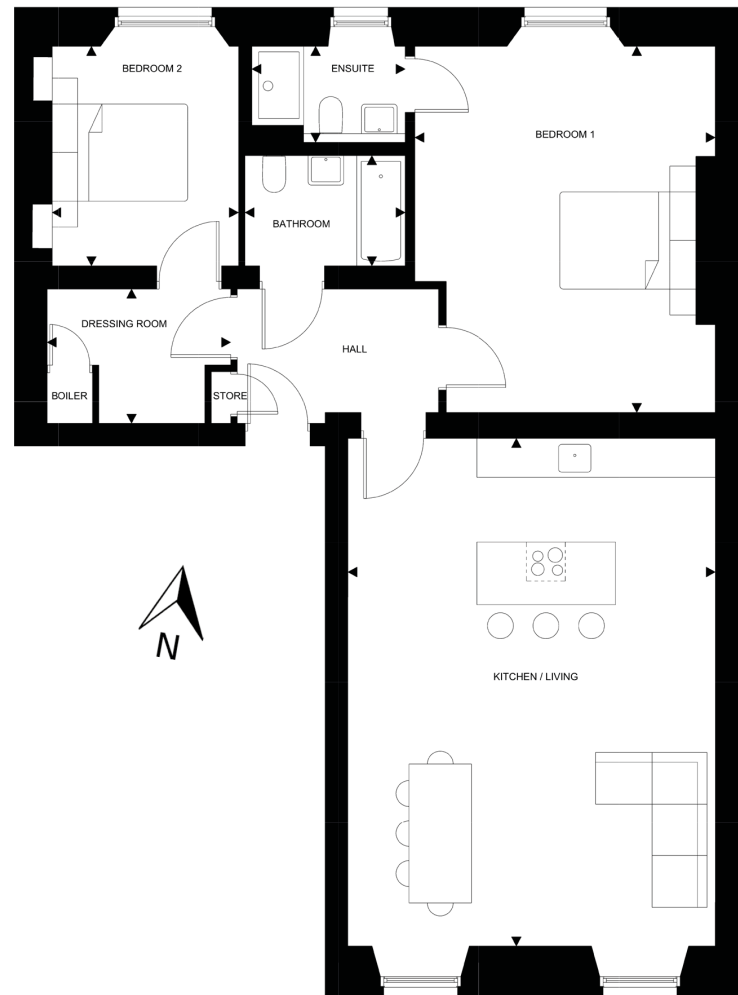 BEDROOM 2
ENSUITE
BEDROOM 1
BATHROOM
DRESSING ROOM
HALL
BOILER
STORE
N
KITCHEN / LIVING